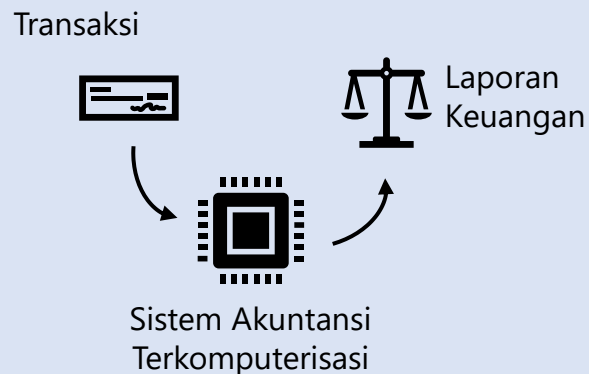 Transaksi
Laporan
Keuangan
Sistem Akuntansi
Terkomputerisasi